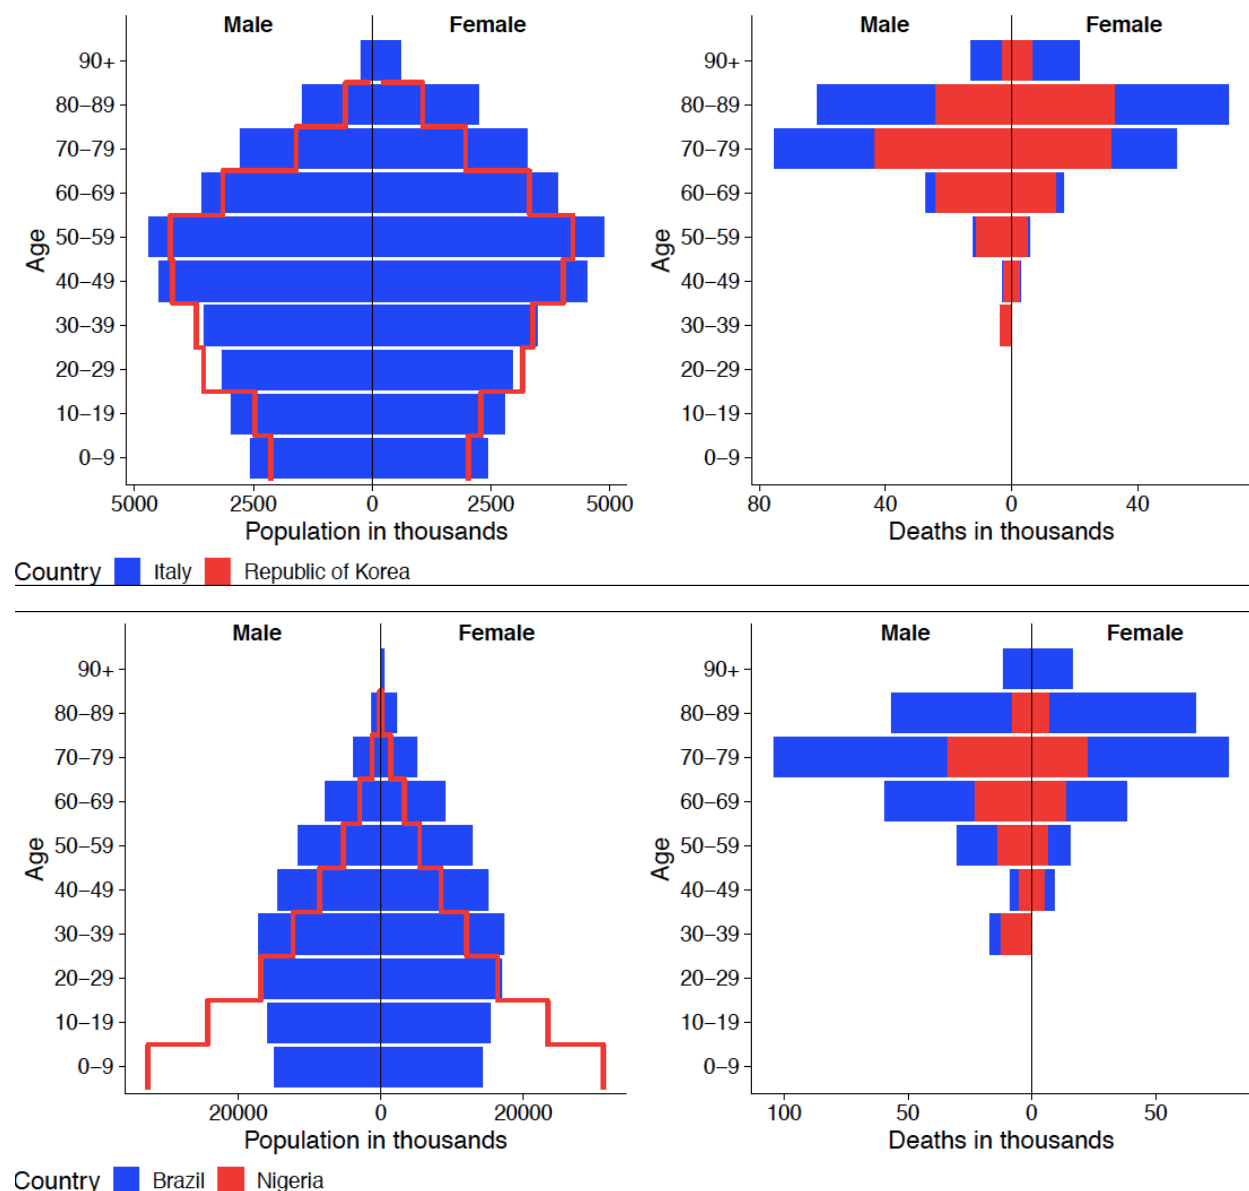 Male Female
90+
80–89
70–79
60–69
50–59
40–49
30–39
20–29
10–19
0–9
Age
5000 2500 0 2500 5000
Population in thousands
Male Female
90+
80–89
70–79
60–69
50–59
40–49
30–39
20–29
10–19
0–9
Age
80 40 0 40
Deaths in thousands
Country Italy Republic of Korea
Male Female
90+
80–89
70–79
60–69
50–59
40–49
30–39
20–29
10–19
0–9
Age
20000 0 20000
Population in thousands
Male Female
90+
80–89
70–79
60–69
50–59
40–49
30–39
20–29
10–19
0–9
Age
100 50 0 50
Deaths in thousands
Country Brazil Nigeria